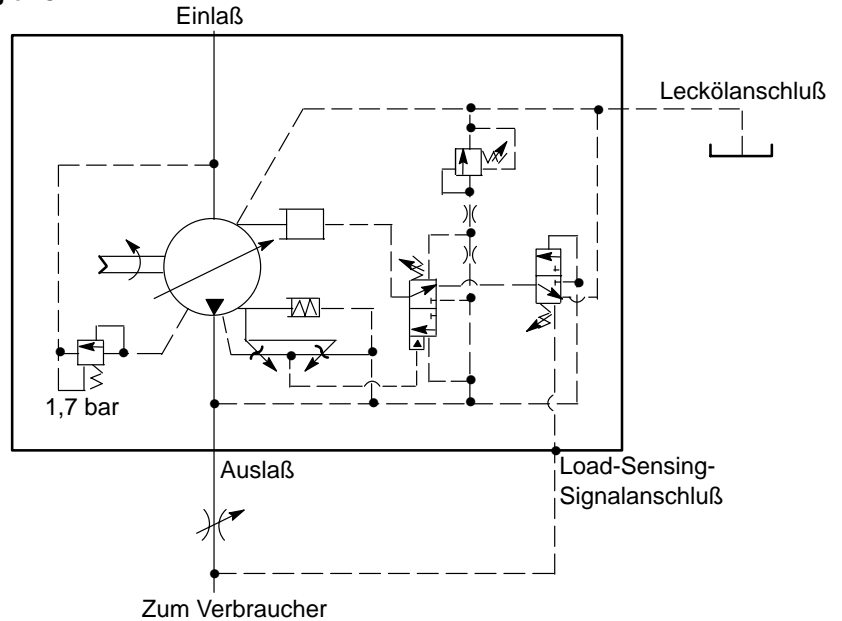 Einlaß
Leckölanschluß
1,7 bar
Auslaß
Load-Sensing-
Signalanschluß
Zum Verbraucher